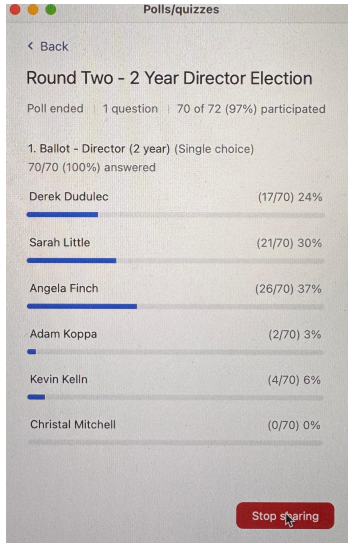 Polls/quizzes
< Back
Round Two - 2 Year Director Election
Poll ended | 1 question | 70 of 72 (97%) participated
1. Ballot - Director (2 year) (Single choice)
70/70 (100%) answered
Derek Dudulec (17/70) 24%
Sarah Little (21/70) 30%
Angela Finch (26/70) 37%
Adam Koppa (2/70) 3%
Kevin Kelln (4/70) 6%
Christal Mitchell (0/70) 0%
Stop sharing